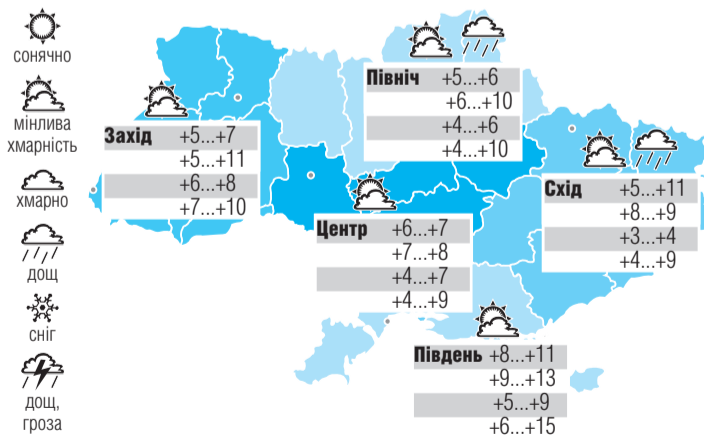 сонячно
мінлива
хмарність
хмарно
дощ
сніг
дощ,
гроза
Північ +5...+6
+6...+10
+4...+6
+4...+10
Захід +5...+7
+5...+11
+6...+8
+7...+10
Схід +5...+11
+8...+9
+3...+4
+4...+9
Центр +6...+7
+7...+8
+4...+7
+4...+9
Південь +8...+11
+9...+13
+5...+9
+6...+15